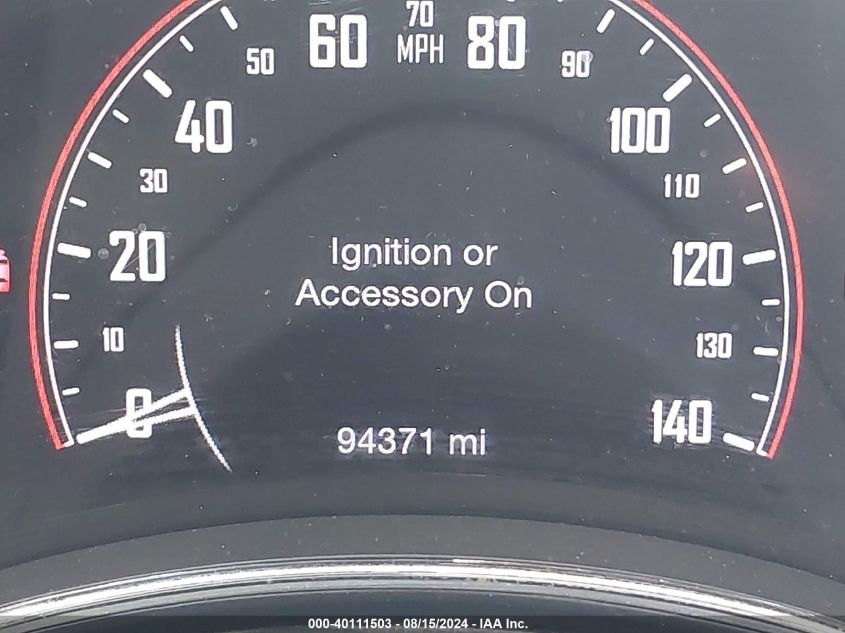 70
60 MPH 80
50 90
40 100
30 110
20 120
Ignition or
Accessory On
10 130
0 140
94371 mi
000-40111503 - 08/15/2024 - IAA Inc.